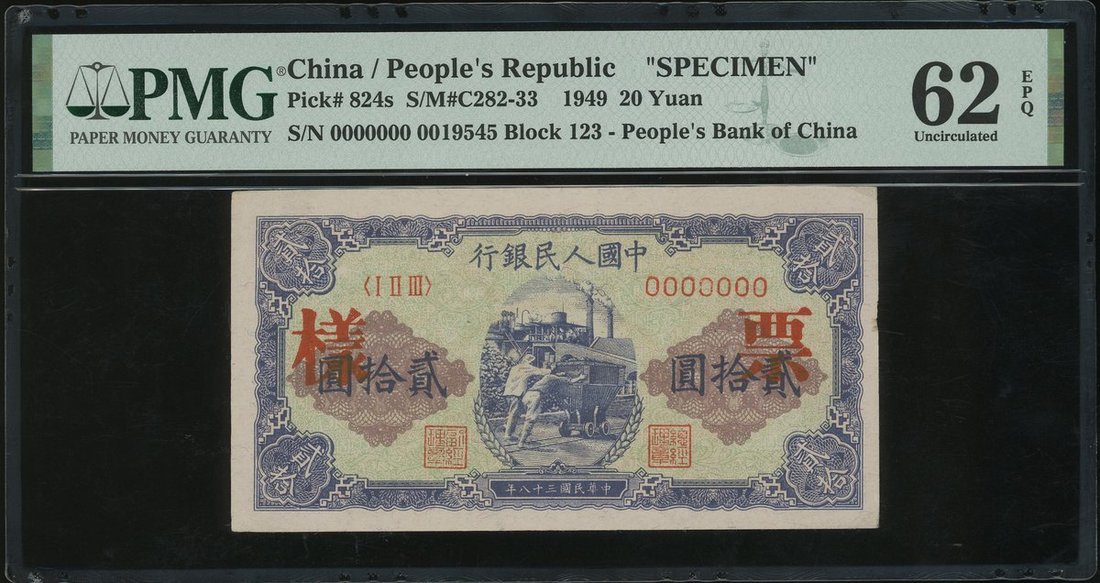 PMG®
PAPER MONEY GUARANTY
China / People's Republic "SPECIMEN"
Pick# 824s S/M#C282-33 1949 20 Yuan
S/N 0000000 0019545 Block 123 - People's Bank of China
62 EPQ
Uncirculated
行銀民人國中
〈I II III〉 0000000
樣 票
圓拾貳 圓拾貳
年八十三國民華中